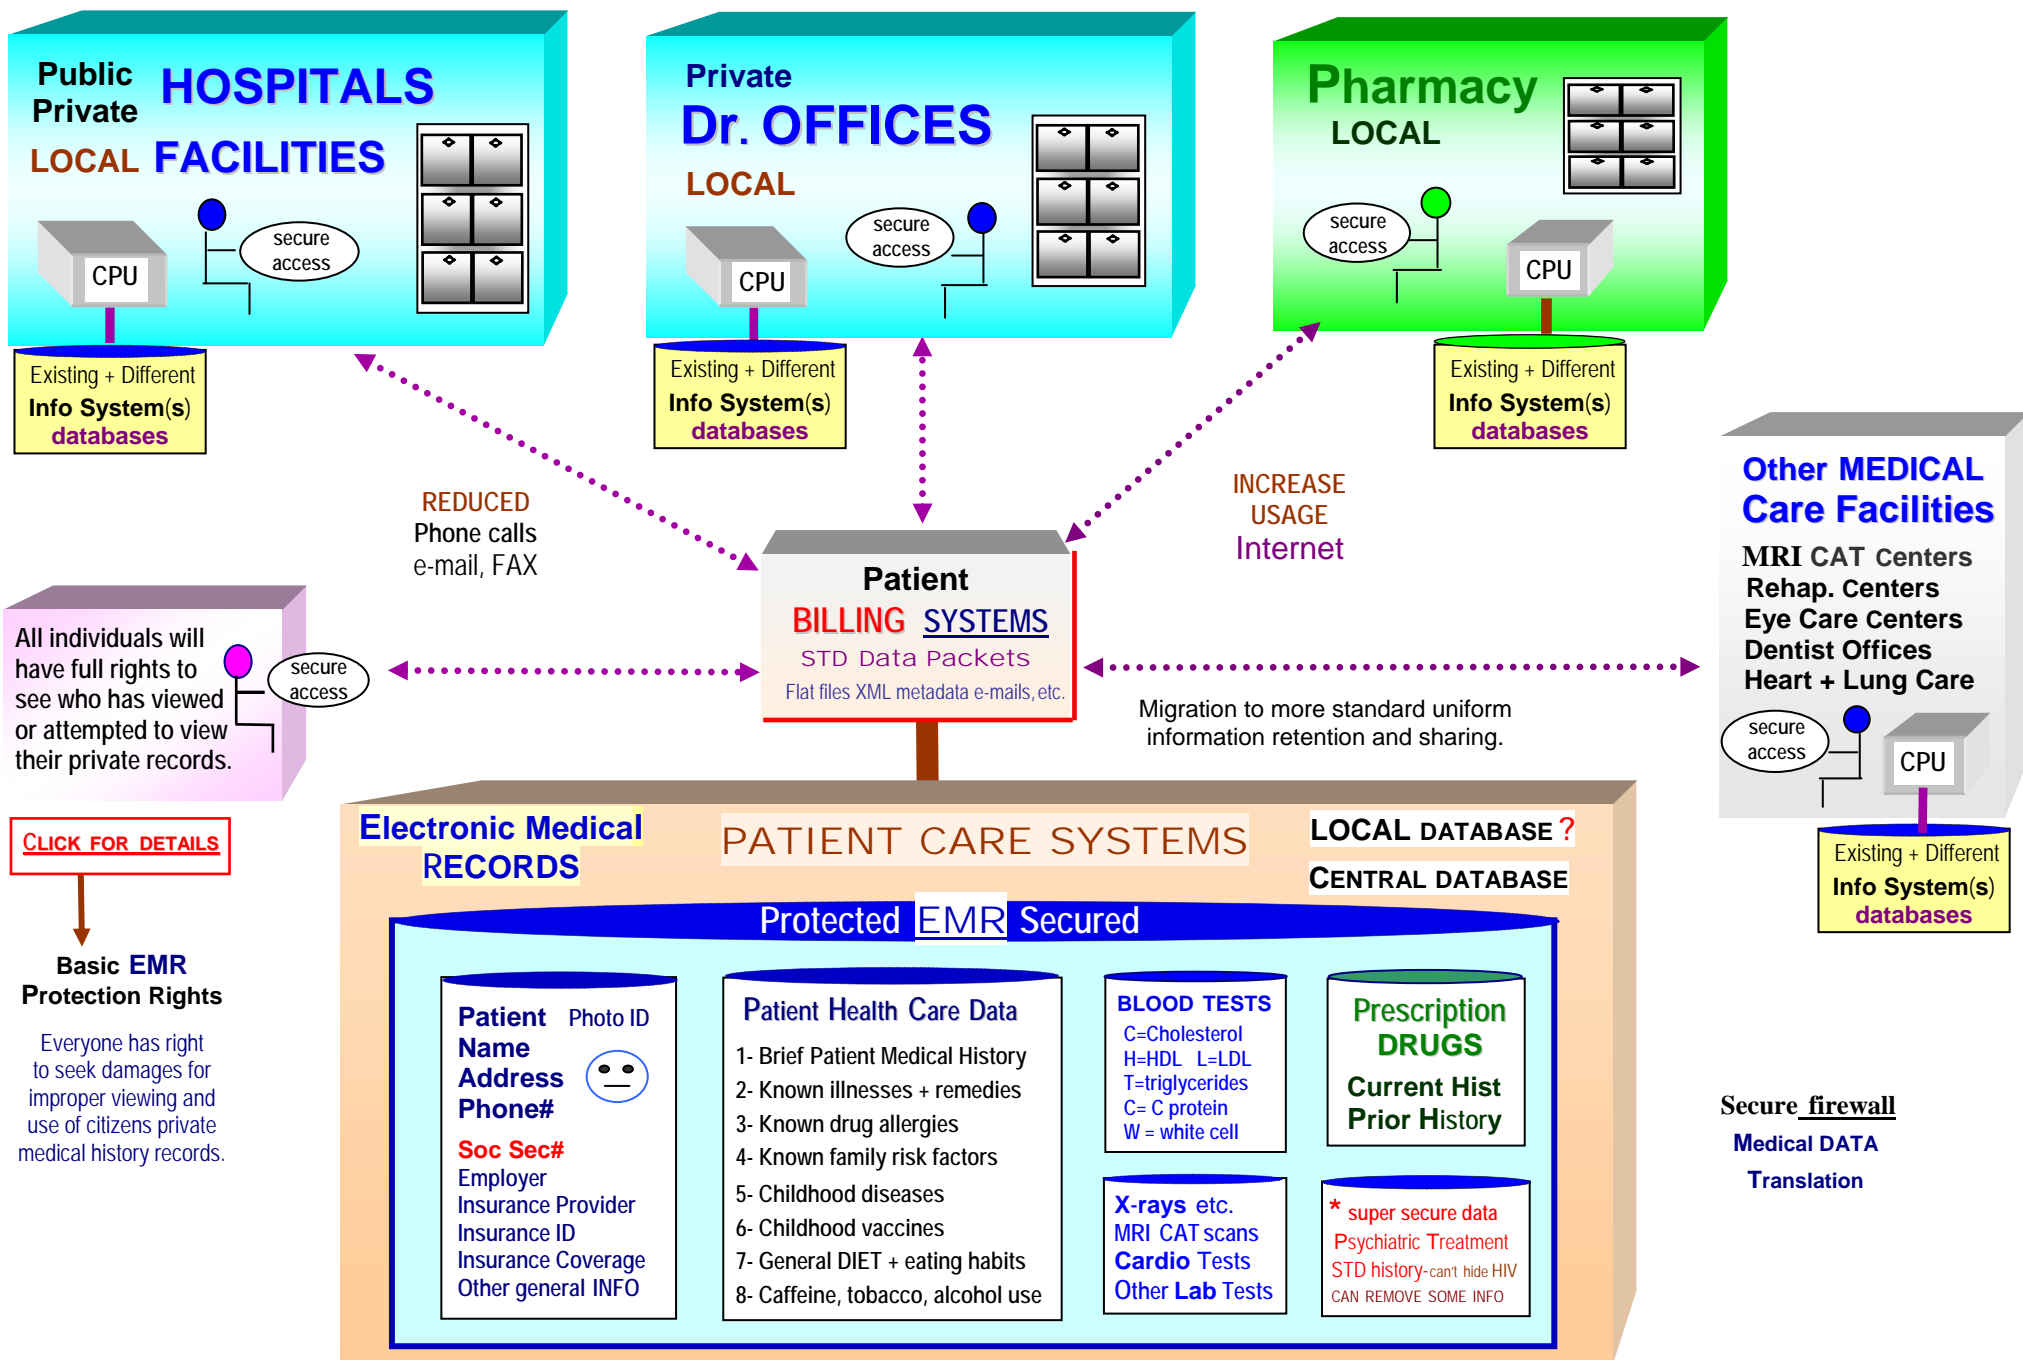 Public
Private
HOSPITALS
LOCAL FACILITIES
secure
access
CPU
Existing + Different
Info System(s)
databases
Private
Dr. OFFICES
LOCAL
secure
access
CPU
Existing + Different
Info System(s)
databases
Pharmacy
LOCAL
secure
access
CPU
Existing + Different
Info System(s)
databases
REDUCED
Phone calls
e-mail, FAX
INCREASE
USAGE
Internet
Other MEDICAL
Care Facilities
MRI CAT Centers
Rehap. Centers
Eye Care Centers
Dentist Offices
Heart + Lung Care
secure
access
CPU
Existing + Different
Info System(s)
databases
Patient
BILLING SYSTEMS
STD Data Packets
Flat files XML metadata e-mails, etc.
All individuals will
have full rights to
see who has viewed
or attempted to view
their private records.
secure
access
Migration to more standard uniform
information retention and sharing.
CLICK FOR DETAILS
Basic EMR
Protection Rights
Everyone has right
to seek damages for
improper viewing and
use of citizens private
medical history records.
Electronic Medical
RECORDS
PATIENT CARE SYSTEMS
LOCAL DATABASE ?
CENTRAL DATABASE
Protected EMR Secured
Patient Photo ID
Name
Address
Phone#
Soc Sec#
Employer
Insurance Provider
Insurance ID
Insurance Coverage
Other general INFO
Patient Health Care Data
1- Brief Patient Medical History
2- Known illnesses + remedies
3- Known drug allergies
4- Known family risk factors
5- Childhood diseases
6- Childhood vaccines
7- General DIET + eating habits
8- Caffeine, tobacco, alcohol use
BLOOD TESTS
C=Cholesterol
H=HDL L=LDL
T=triglycerides
C= C protein
W = white cell
X-rays etc.
MRI CAT scans
Cardio Tests
Other Lab Tests
Prescription
DRUGS
Current Hist
Prior History
* super secure data
Psychiatric Treatment
STD history-can't hide HIV
CAN REMOVE SOME INFO
Secure firewall
Medical DATA
Translation